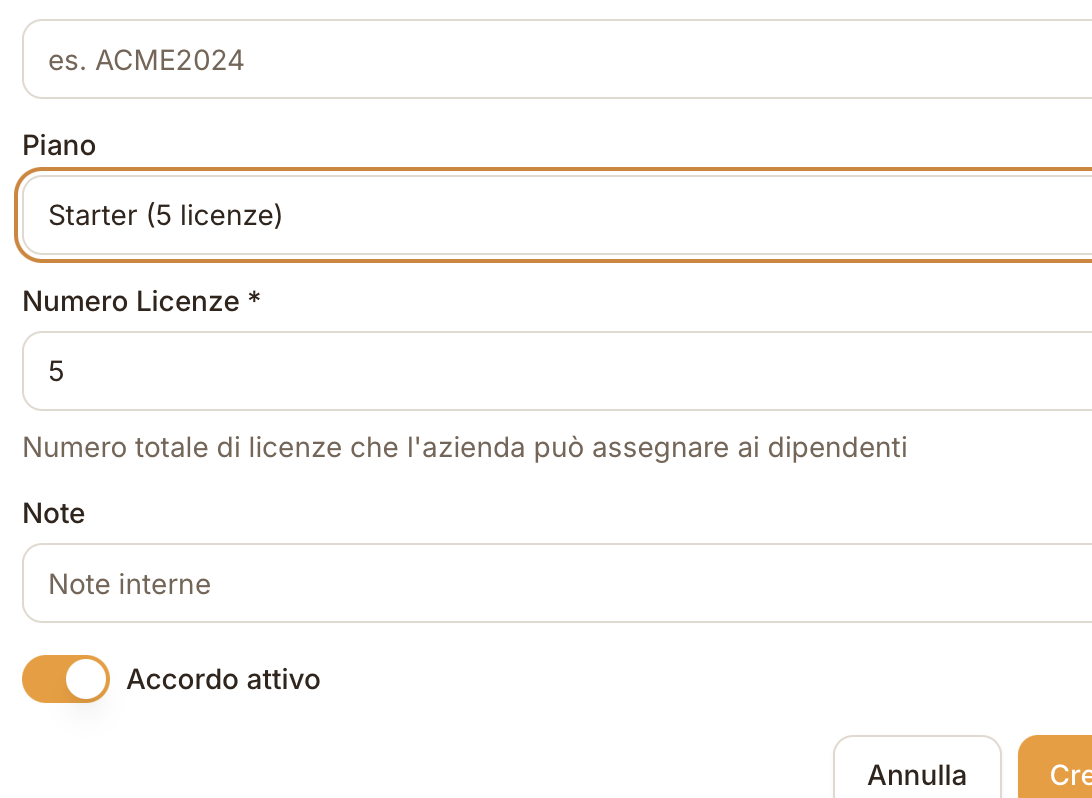 es. ACME2024
Piano
Starter (5 licenze)
Numero Licenze *
5
Numero totale di licenze che l'azienda può assegnare ai dipendenti
Note
Note interne
Accordo attivo
Annulla